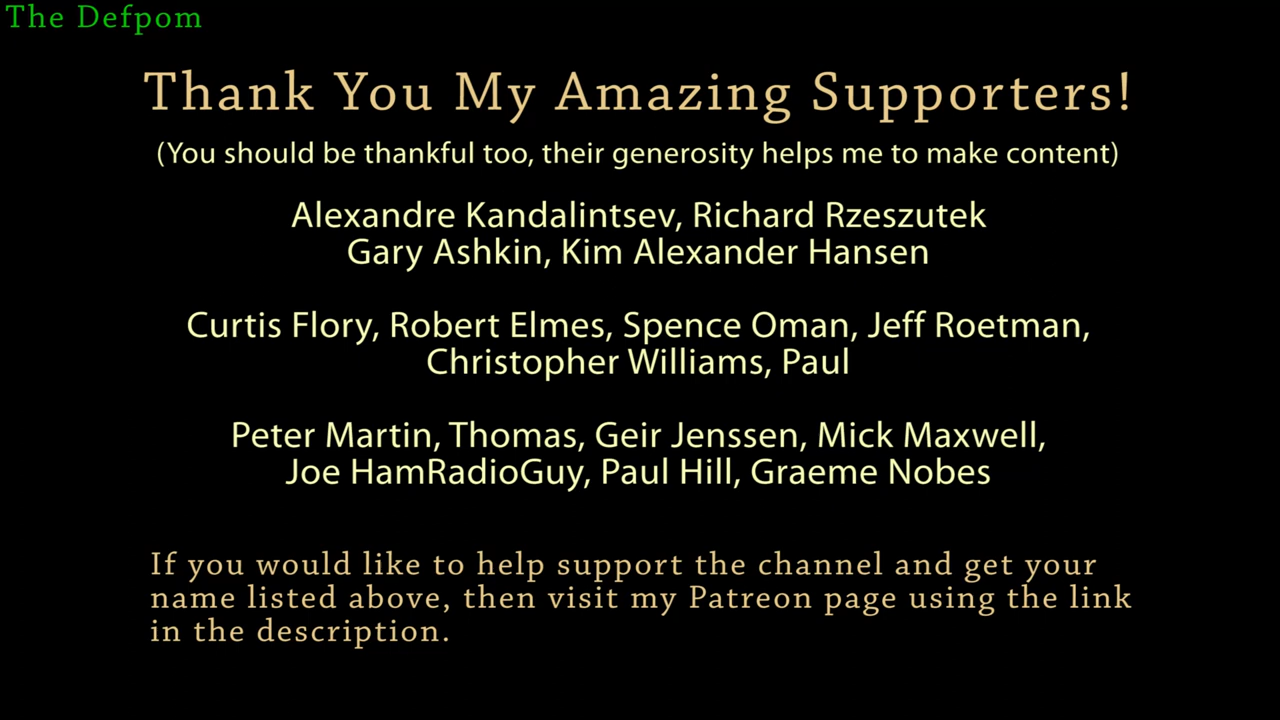 The Defpom
Thank You My Amazing Supporters!
(You should be thankful too, their generosity helps me to make content)
Alexandre Kandalintsev, Richard Rzeszutek
Gary Ashkin, Kim Alexander Hansen
Curtis Flory, Robert Elmes, Spence Oman, Jeff Roetman,
Christopher Williams, Paul
Peter Martin, Thomas, Geir Jenssen, Mick Maxwell,
Joe HamRadioGuy, Paul Hill, Graeme Nobes
If you would like to help support the channel and get your
name listed above, then visit my Patreon page using the link
in the description.